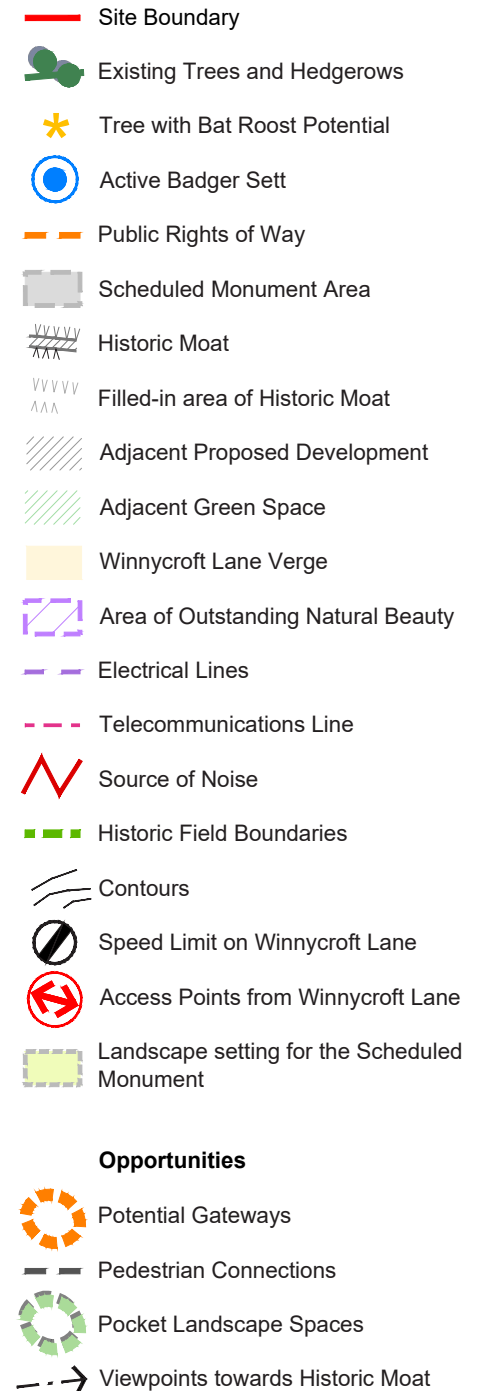 Site Boundary
Existing Trees and Hedgerows
Tree with Bat Roost Potential
Active Badger Sett
Public Rights of Way
Scheduled Monument Area
Historic Moat
Filled-in area of Historic Moat
Adjacent Proposed Development
Adjacent Green Space
Winnycroft Lane Verge
Area of Outstanding Natural Beauty
Electrical Lines
Telecommunications Line
Source of Noise
Historic Field Boundaries
Contours
Speed Limit on Winnycroft Lane
Access Points from Winnycroft Lane
Landscape setting for the Scheduled
Monument
Opportunities
Potential Gateways
Pedestrian Connections
Pocket Landscape Spaces
Viewpoints towards Historic Moat